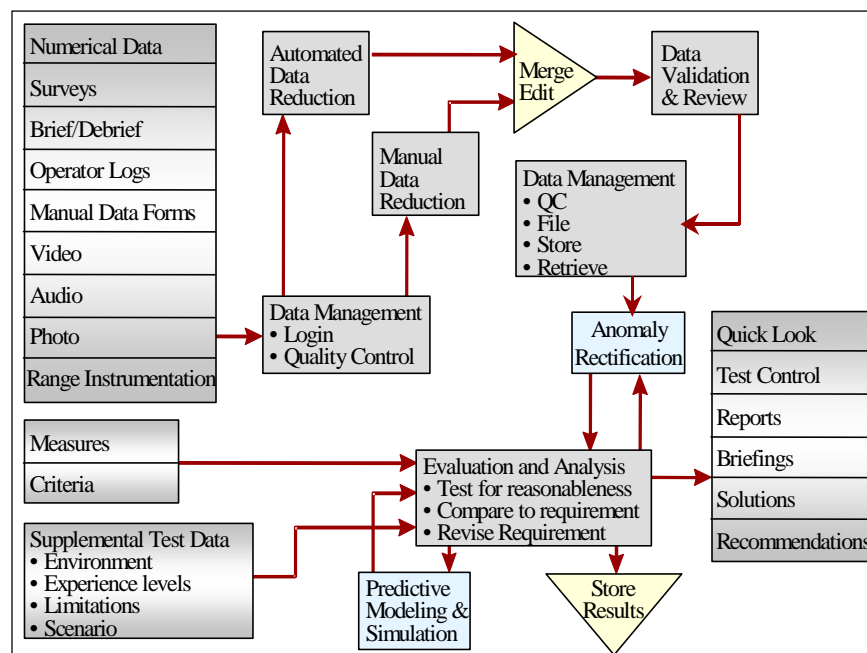 Numerical Data
Surveys
Brief/Debrief
Operator Logs
Manual Data Forms
Video
Audio
Photo
Range Instrumentation
Automated
Data
Reduction
Merge
Edit
Data
Validation
& Review
Manual
Data
Reduction
Data Management
• QC
• File
• Store
• Retrieve
Data Management
• Login
• Quality Control
Anomaly
Rectification
Quick Look
Test Control
Reports
Briefings
Solutions
Recommendations
Measures
Criteria
Evaluation and Analysis
• Test for reasonableness
• Compare to requirement
• Revise Requirement
Supplemental Test Data
• Environment
• Experience levels
• Limitations
• Scenario
Predictive
Modeling &
Simulation
Store
Results